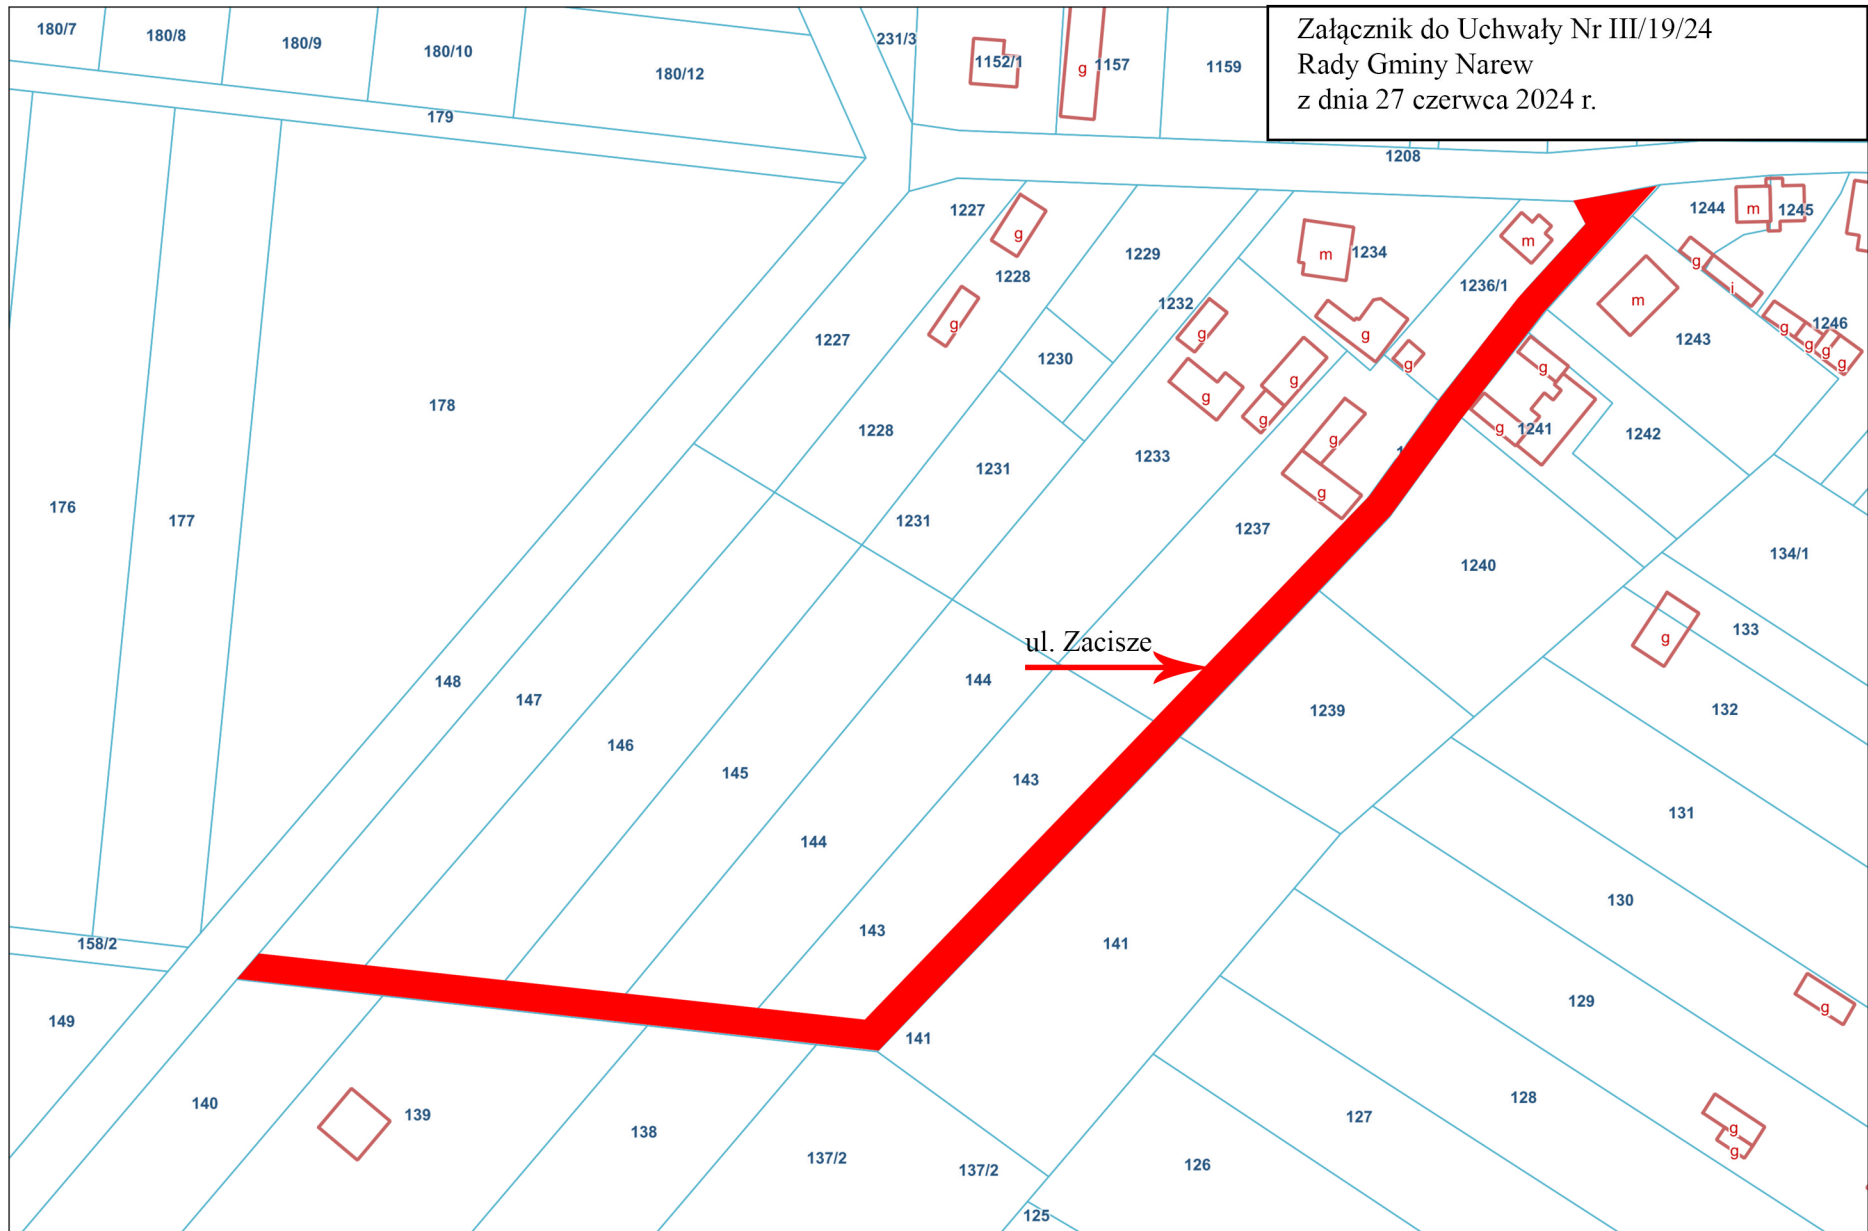 Załącznik do Uchwały Nr III/19/24
Rady Gminy Narew
z dnia 27 czerwca 2024 r.
180/7
180/8
180/9
180/10
180/12
231/3
1152/1
g
1157
1159
179
1208
1227
g
1228
1229
1232
m
1234
m
1236/1
1244
m
1245
g
i
m
1243
g
g
g
g
1246
1227
g
1230
g
g
g
g
g
g
g
g
1241
1242
178
1228
1231
1233
g
g
176
177
1231
1237
1240
134/1
g
133
ul. Zacisze
148
147
144
1239
132
146
145
143
131
144
130
143
141
158/2
149
141
129
g
140
139
138
137/2
137/2
126
127
128
g
g
125